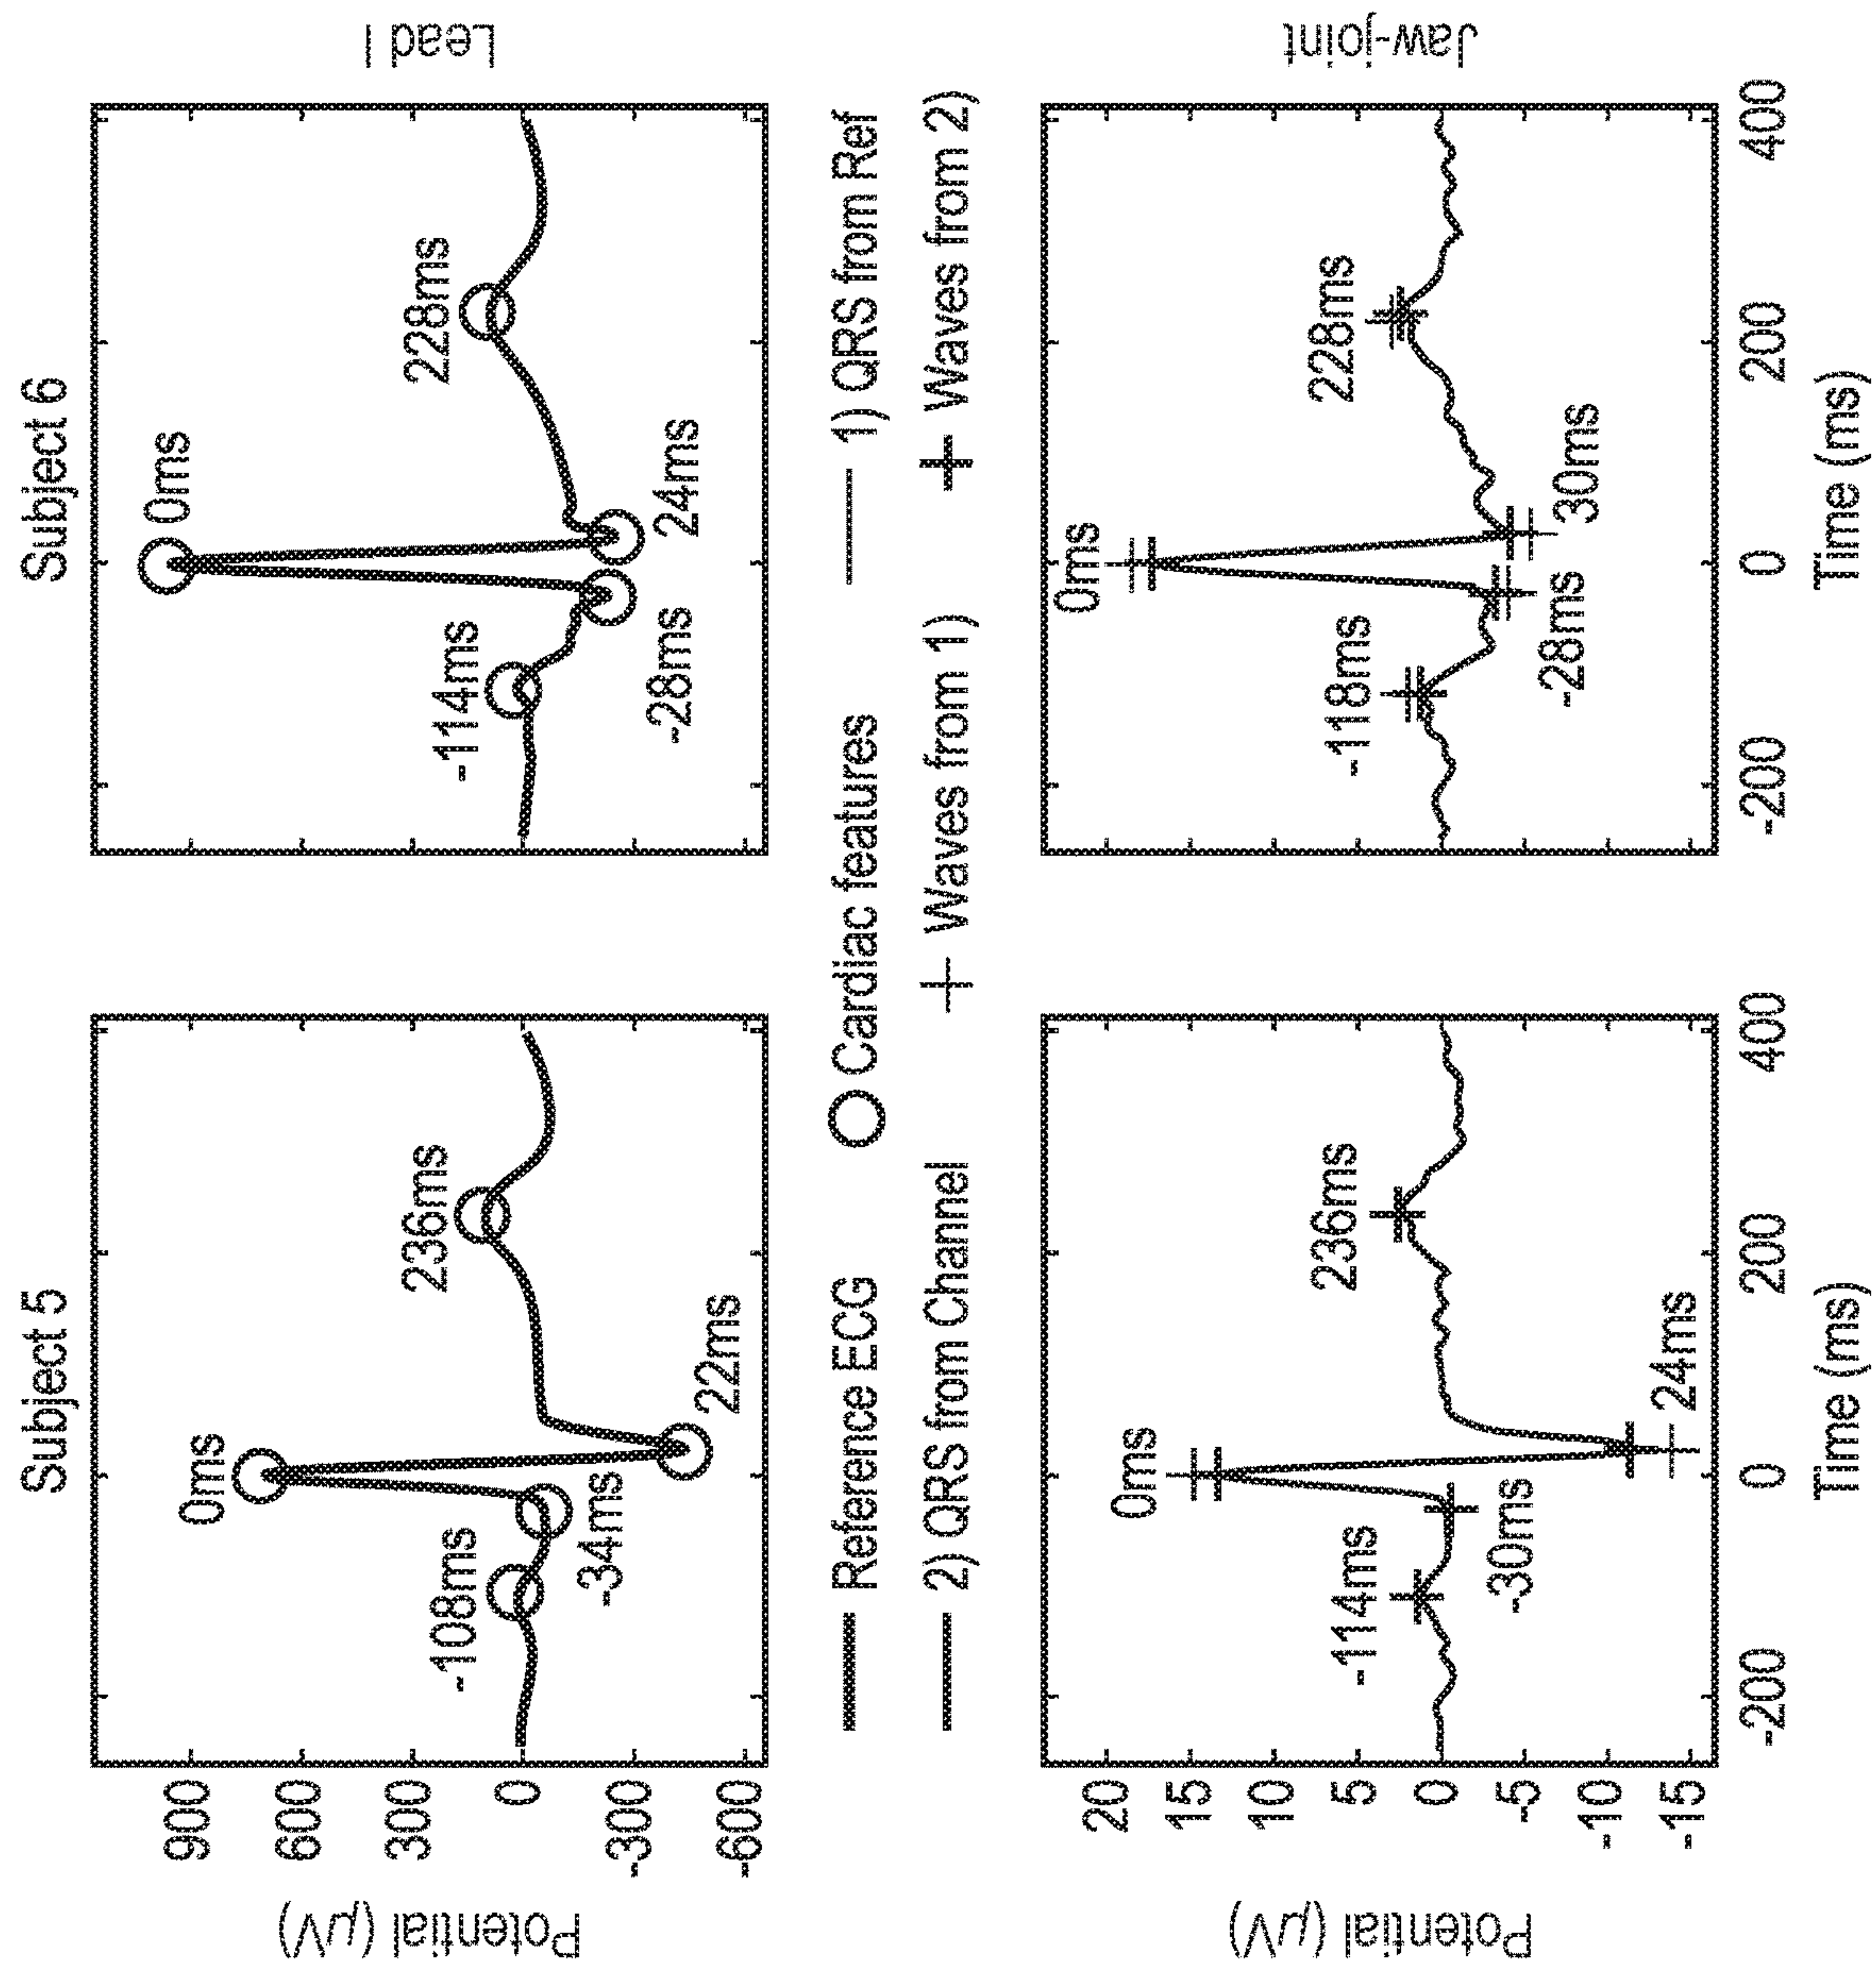 Subject 5
Subject 6
Potential (µV)
900
600
300
0
-300
-600
-108ms
-34ms
0ms
22ms
236ms
-114ms
-28ms
0ms
24ms
228ms
Lead I
Reference ECG
Cardiac features
1) QRS from Ref
2) QRS from Channel
Waves from 1)
Waves from 2)
Potential (µV)
20
15
10
5
0
-5
-10
-15
-114ms
-30ms
0ms
24ms
236ms
-118ms
-28ms
0ms
30ms
228ms
Jaw-joint
-200
0
200
400
-200
0
200
400
Time (ms)
Time (ms)